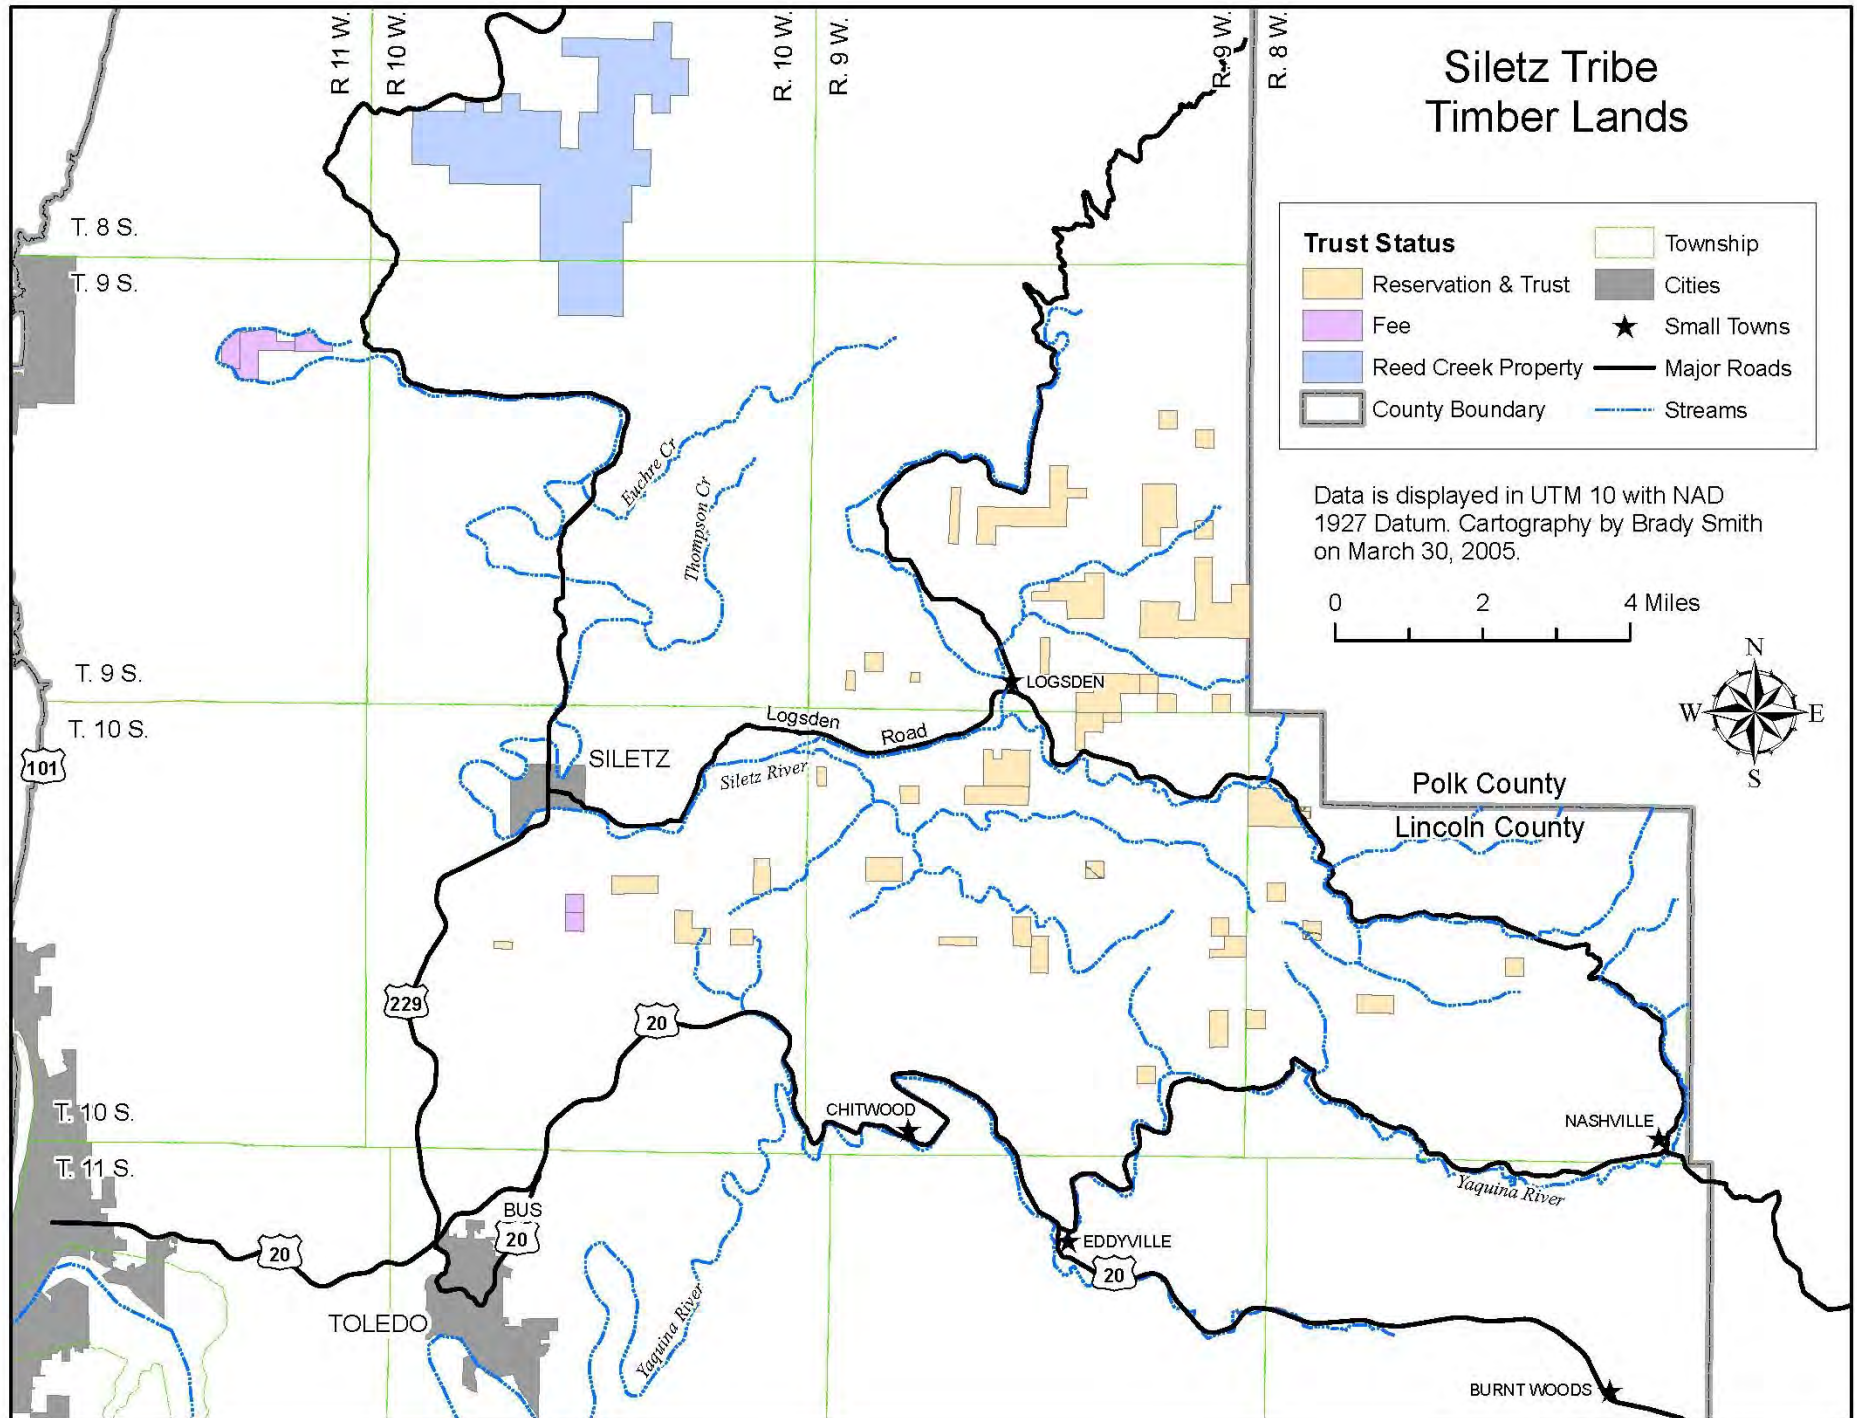 R 11 W.
R 10 W.
R. 10 W.
R. 9 W.
R. 9 W.
R. 8 W.
Siletz Tribe
Timber Lands
Trust Status
Reservation & Trust
Fee
Reed Creek Property
County Boundary
Township
Cities
Small Towns
Major Roads
Streams
Data is displayed in UTM 10 with NAD
1927 Datum. Cartography by Brady Smith
on March 30, 2005.
0 2 4 Miles
N
W E
S
T. 8 S.
T. 9 S.
Euchre Cr
Thompson Cr
T. 9 S.
T. 10 S.
LOGSDEN
Logsden
Road
101
SILETZ
Siletz River
Polk County
Lincoln County
229
20
T. 10 S.
T. 11 S.
CHITWOOD
NASHVILLE
Yaquina River
BUS
20
20
EDDYVILLE
20
TOLEDO
Yaquina River
BURNT WOODS